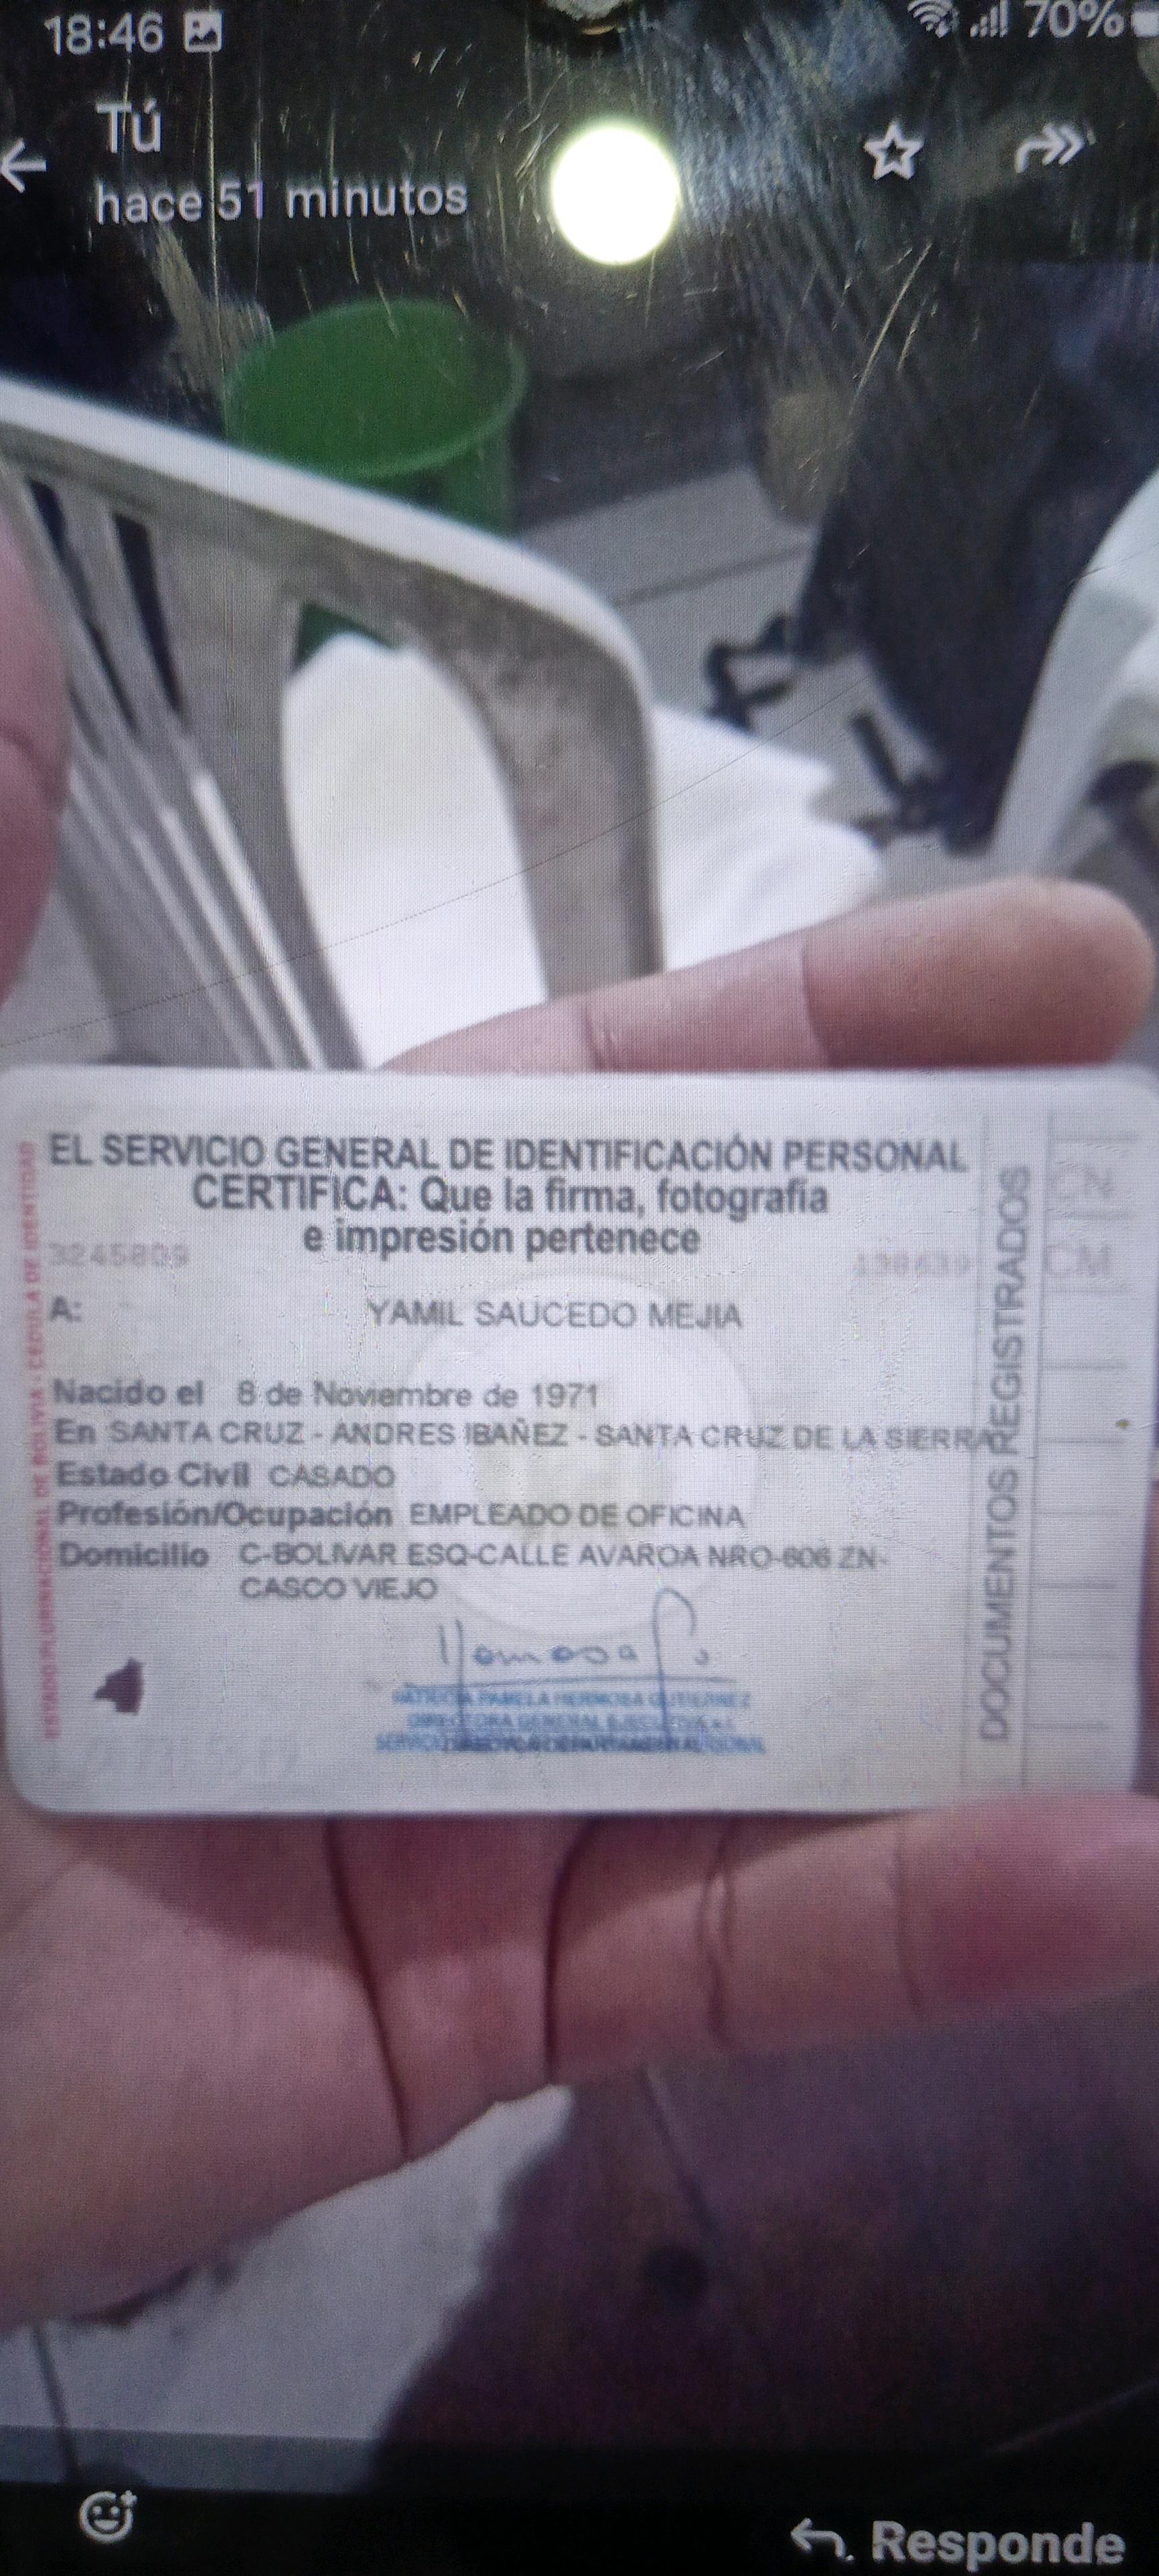 18:46
70%
Tú
hace 51 minutos
EL SERVICIO GENERAL DE IDENTIFICACIÓN PERSONAL
CERTIFICA: Que la firma, fotografía
e impresión pertenece
3245809
A: YAMIL SAUCEDO MEJIA
Nacido el 8 de Noviembre de 1971
En SANTA CRUZ - ANDRES IBAÑEZ - SANTA CRUZ DE LA SIERRA
Estado Civil CASADO
Profesión/Ocupación EMPLEADO DE OFICINA
Domicilio C-BOLIVAR ESQ-CALLE AVAROA NRO-606 ZN-
CASCO VIEJO
PATRICIA PAMELA HERMOSA GUTIERREZ
DIRECTORA GENERAL EJECUTIVA
ESTADO PLURINACIONAL DE BOLIVIA - CEDULA DE IDENTIDAD
DOCUMENTOS REGISTRADOS
CN
CM
Responde